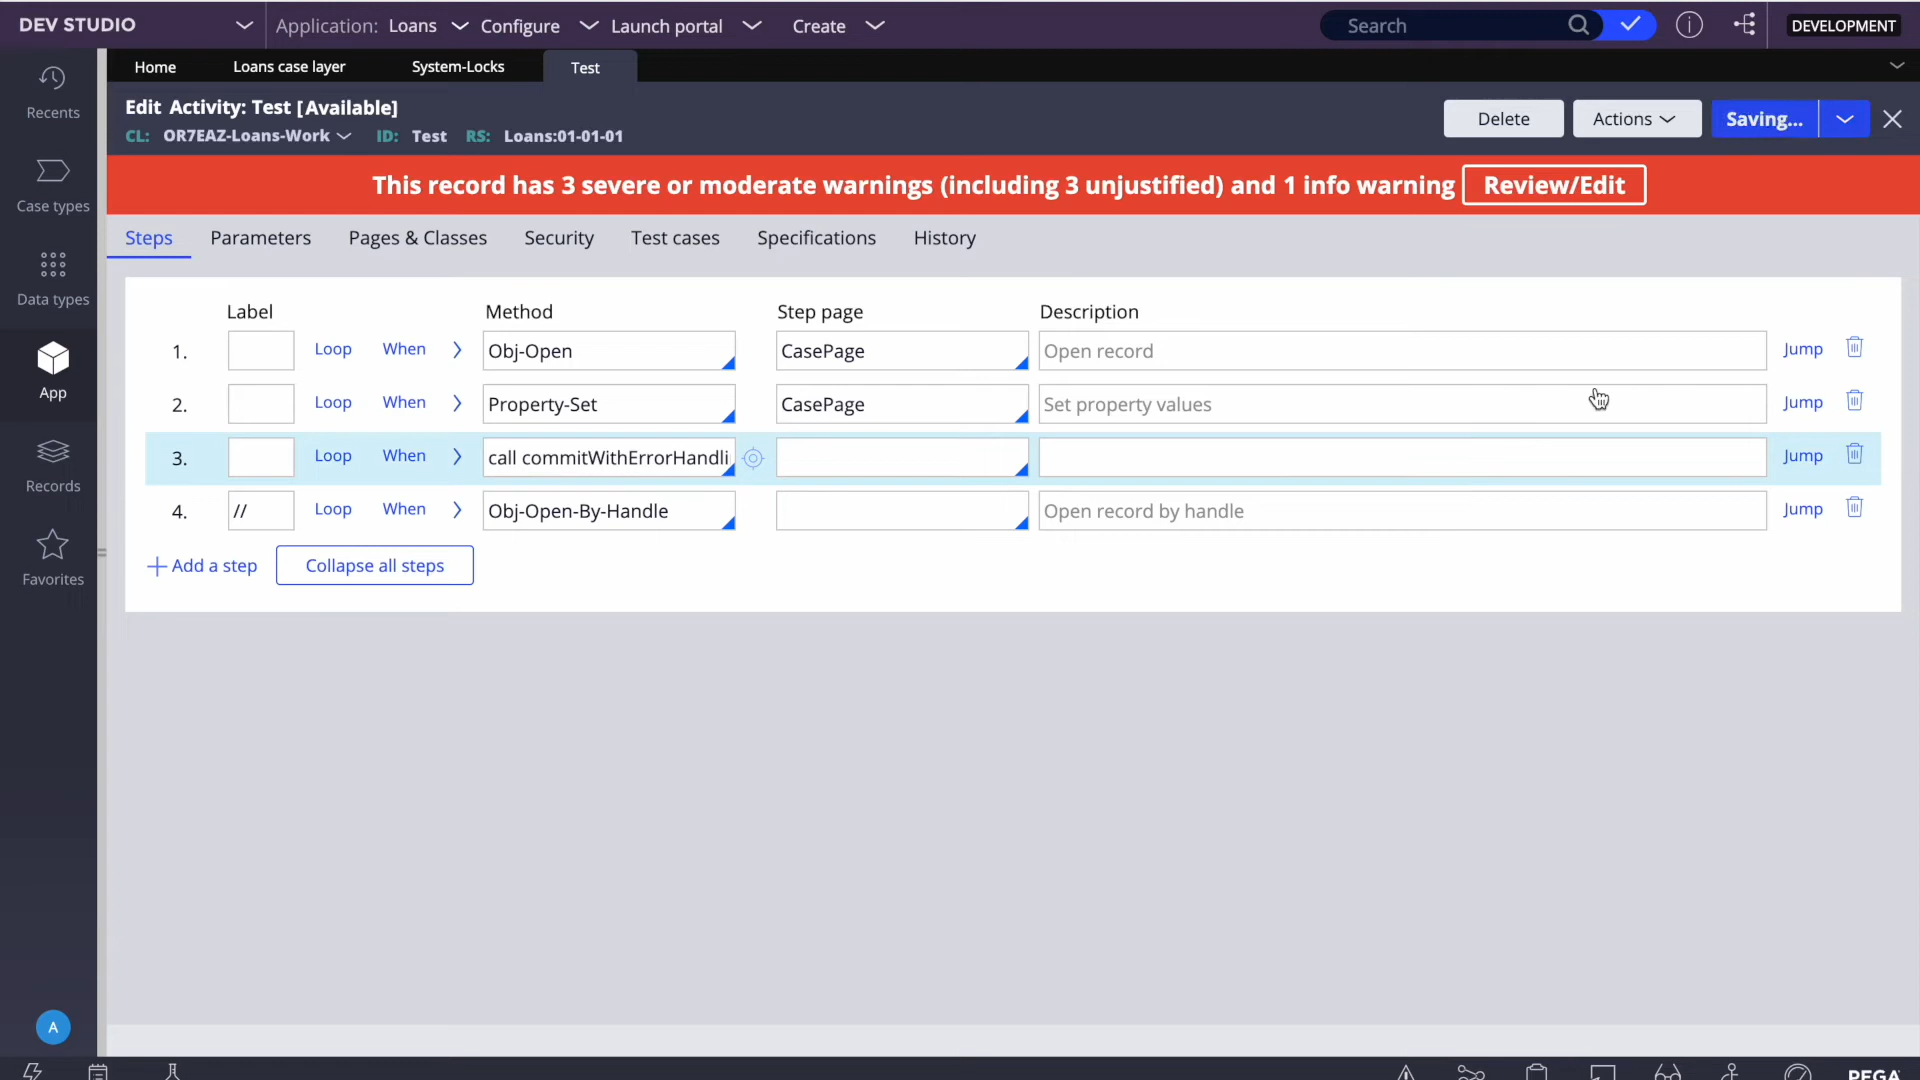 DEV STUDIO
Application: Loans
Configure
Launch portal
Create
Search
DEVELOPMENT
Home
Loans case layer
System-Locks
Test
Recents
Case types
Data types
App
Records
Favorites
A
Edit Activity: Test [Available]
CL: OR7EAZ-Loans-Work ID: Test RS: Loans:01-01-01
Delete
Actions
Saving...
This record has 3 severe or moderate warnings (including 3 unjustified) and 1 info warning Review/Edit
Steps Parameters Pages & Classes Security Test cases Specifications History
Label Method Step page Description
1. Loop When Obj-Open CasePage Open record Jump
2. Loop When Property-Set CasePage Set property values Jump
3. Loop When call commitWithErrorHandli Jump
4. // Loop When Obj-Open-By-Handle Open record by handle Jump
Add a step Collapse all steps
PEGA